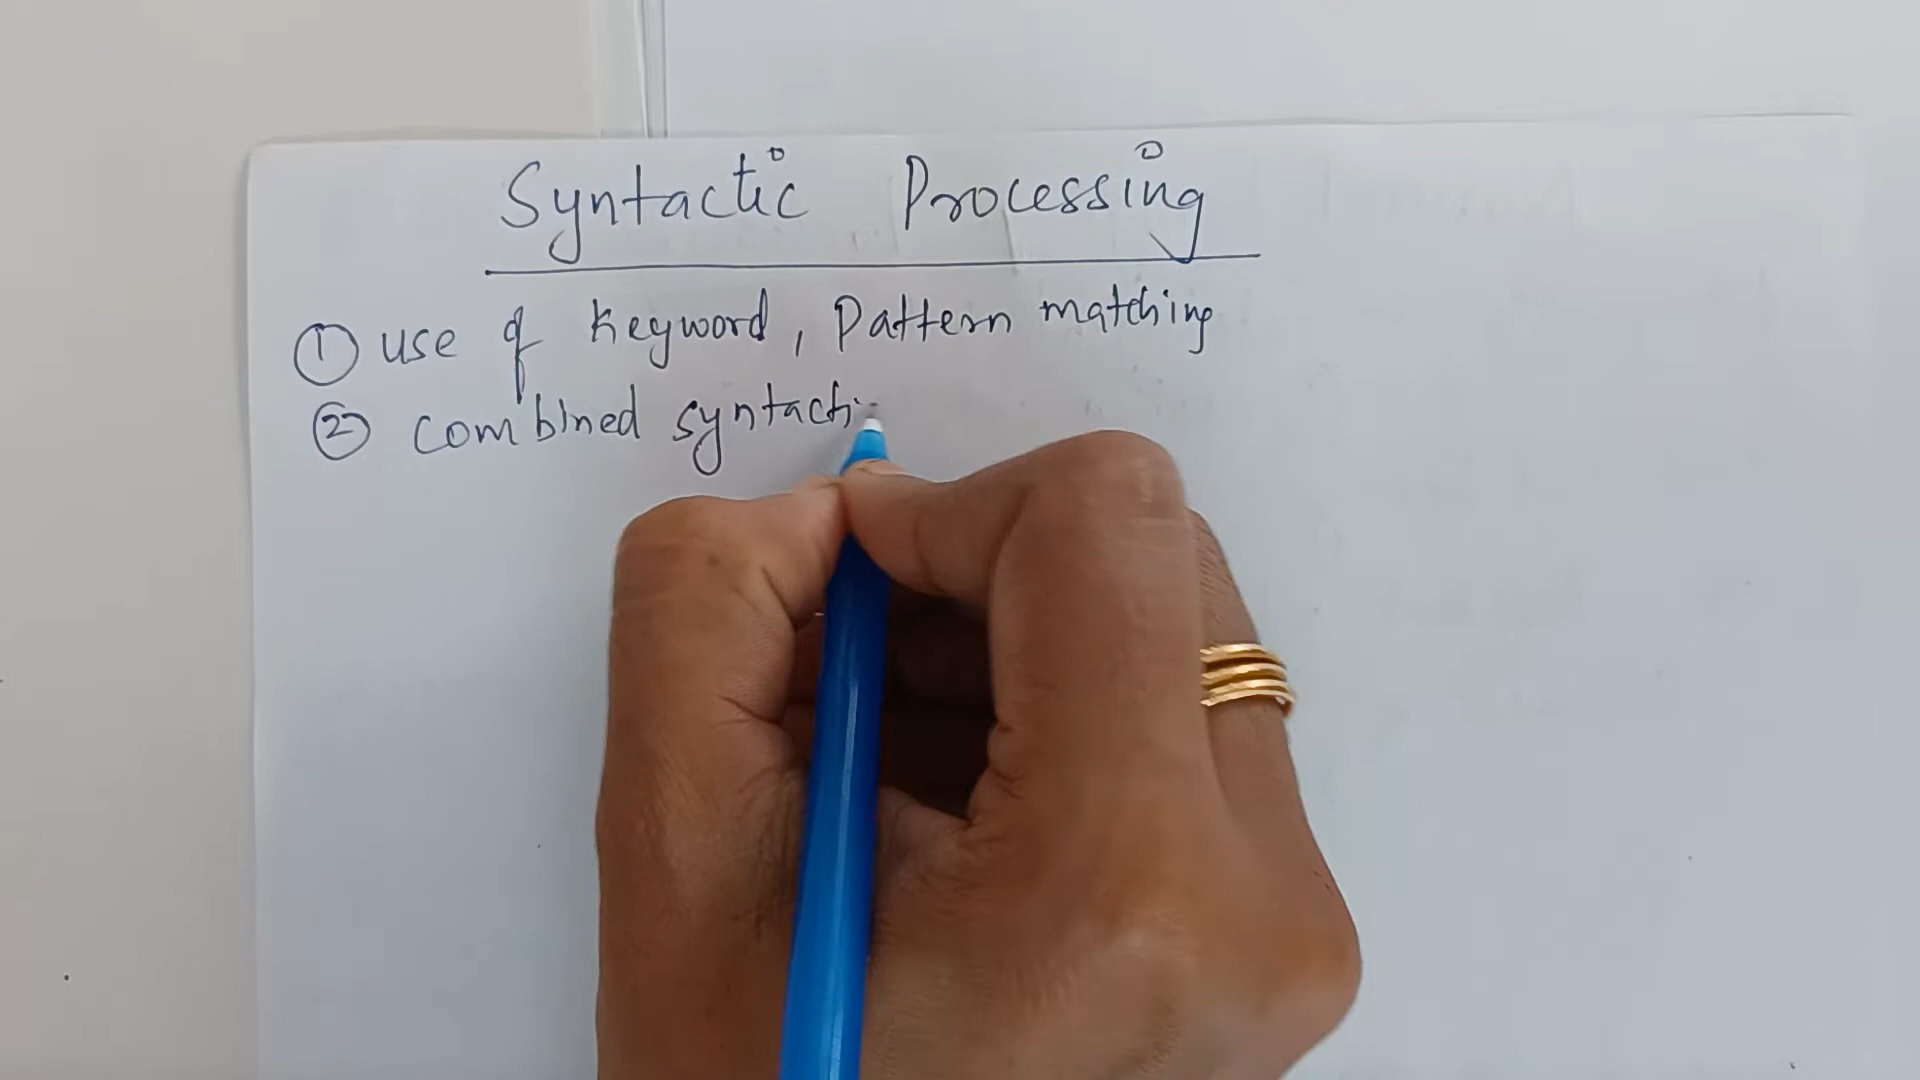 Syntactic Processing
① use of keyword, Pattern matching
② combined syntacti